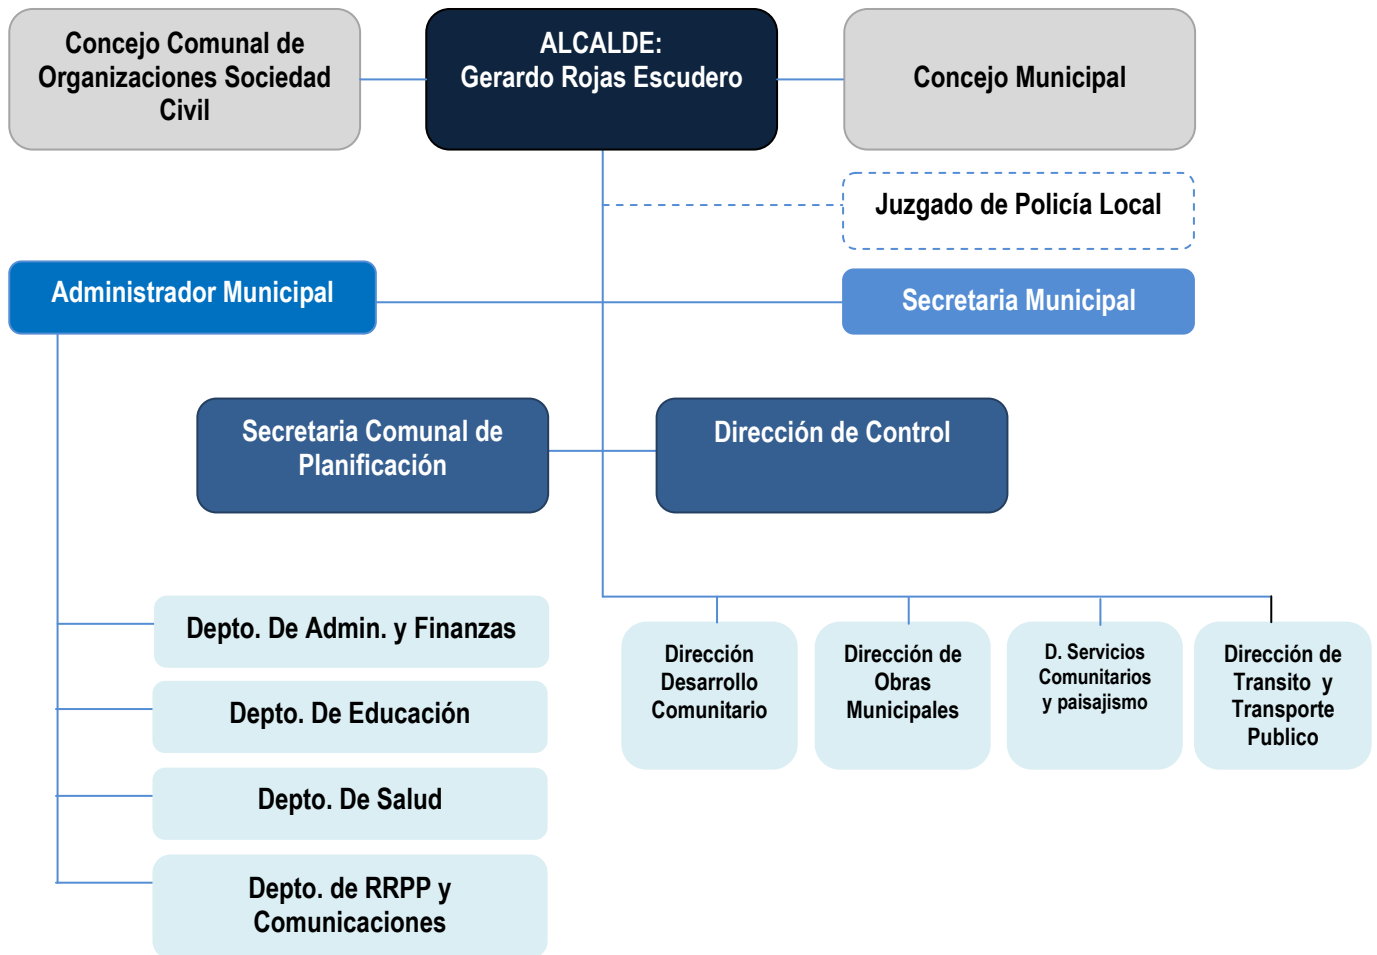 Concejo Comunal de
Organizaciones Sociedad
Civil
ALCALDE:
Gerardo Rojas Escudero
Concejo Municipal
Juzgado de Policía Local
Administrador Municipal
Secretaria Municipal
Secretaria Comunal de
Planificación
Dirección de Control
Depto. De Admin. y Finanzas
Depto. De Educación
Depto. De Salud
Depto. de RRPP y
Comunicaciones
Dirección
Desarrollo
Comunitario
Dirección de
Obras
Municipales
D. Servicios
Comunitarios
y paisajismo
Dirección de
Transito y
Transporte
Publico